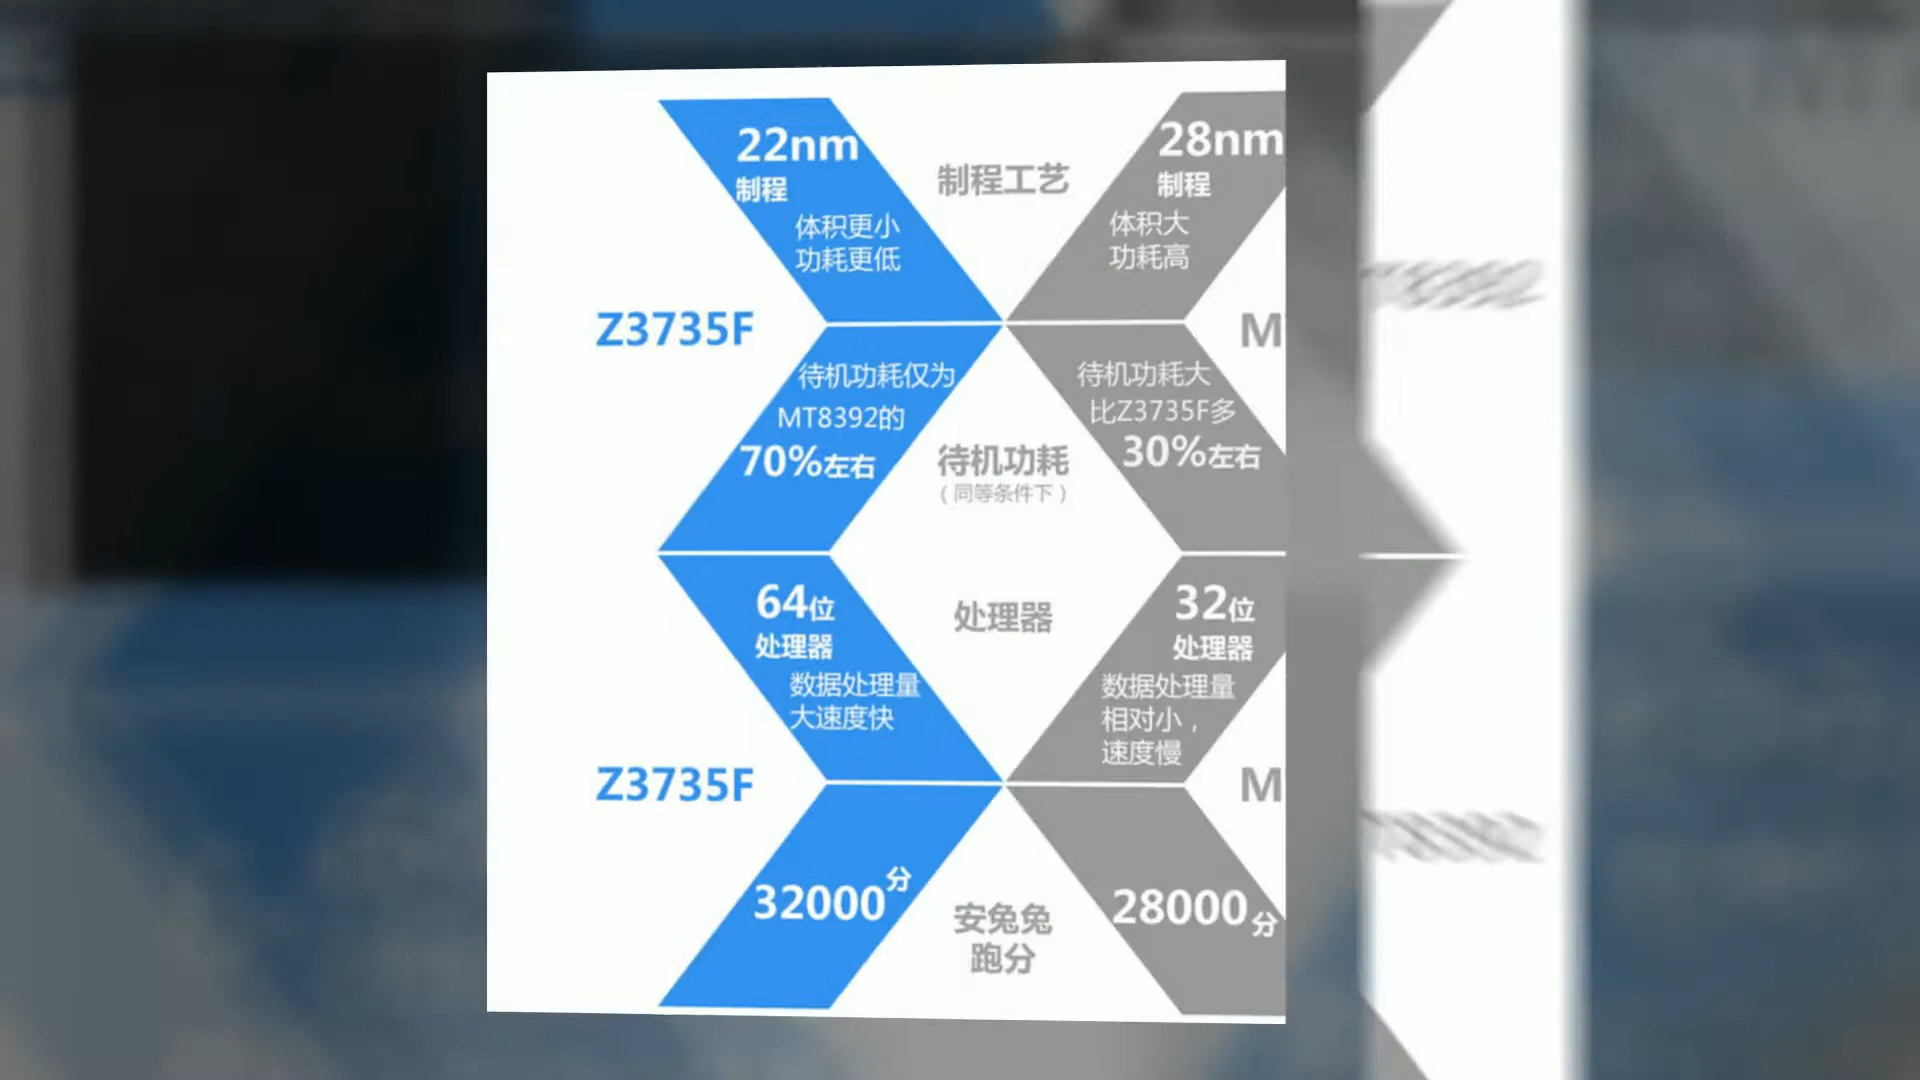 22nm
制程
体积更小
功耗更低
制程工艺
28nm
制程
体积大
功耗高
Z3735F
M
待机功耗仅为
MT8392的
70%左右
待机功耗
（同等条件下）
待机功耗大
比Z3735F多
30%左右
64位
处理器
数据处理量
大速度快
处理器
32位
处理器
数据处理量
相对小，
速度慢
Z3735F
M
32000分
安兔兔
跑分
28000分